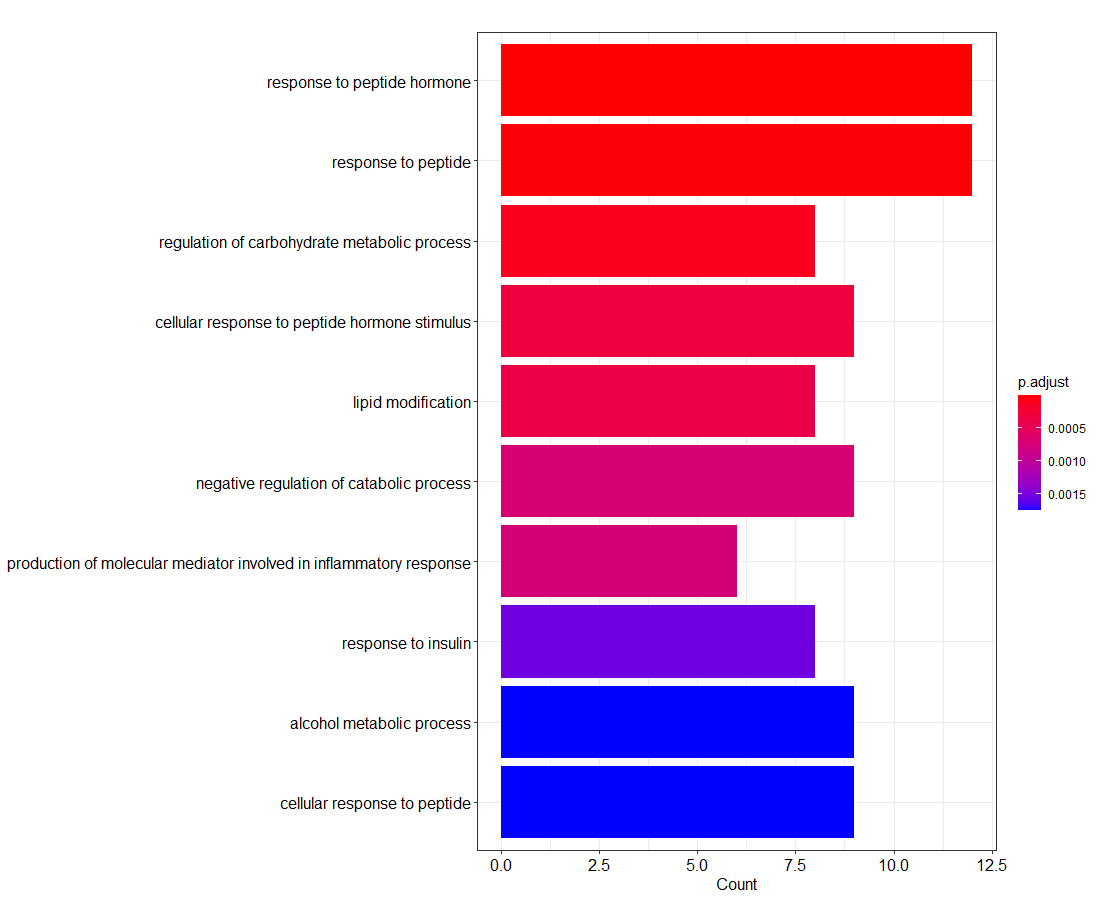 response to peptide hormone
response to peptide
regulation of carbohydrate metabolic process
cellular response to peptide hormone stimulus
lipid modification
negative regulation of catabolic process
production of molecular mediator involved in inflammatory response
response to insulin
alcohol metabolic process
cellular response to peptide
0.0 2.5 5.0 7.5 10.0 12.5
Count
p.adjust
0.0005
0.0010
0.0015